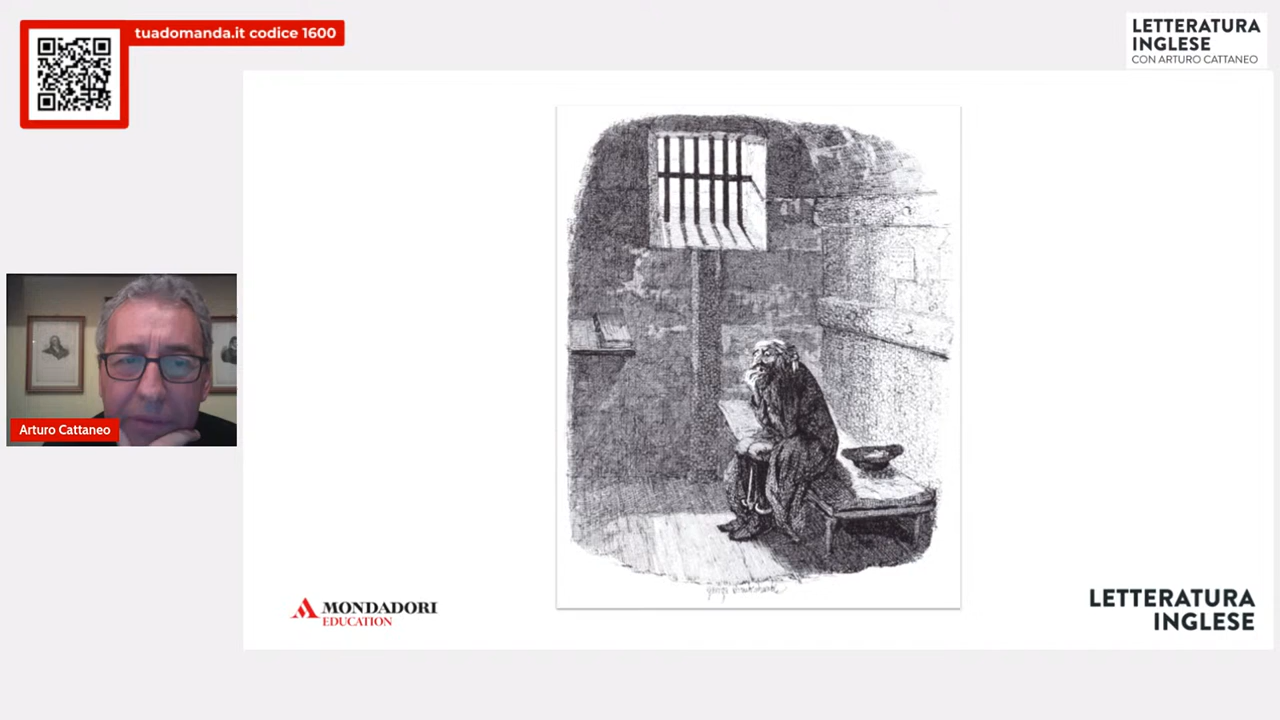 tuadomanda.it codice 1600
LETTERATURA
INGLESE
CON ARTURO CATTANEO
Arturo Cattaneo
MONDADORI
EDUCATION
LETTERATURA
INGLESE